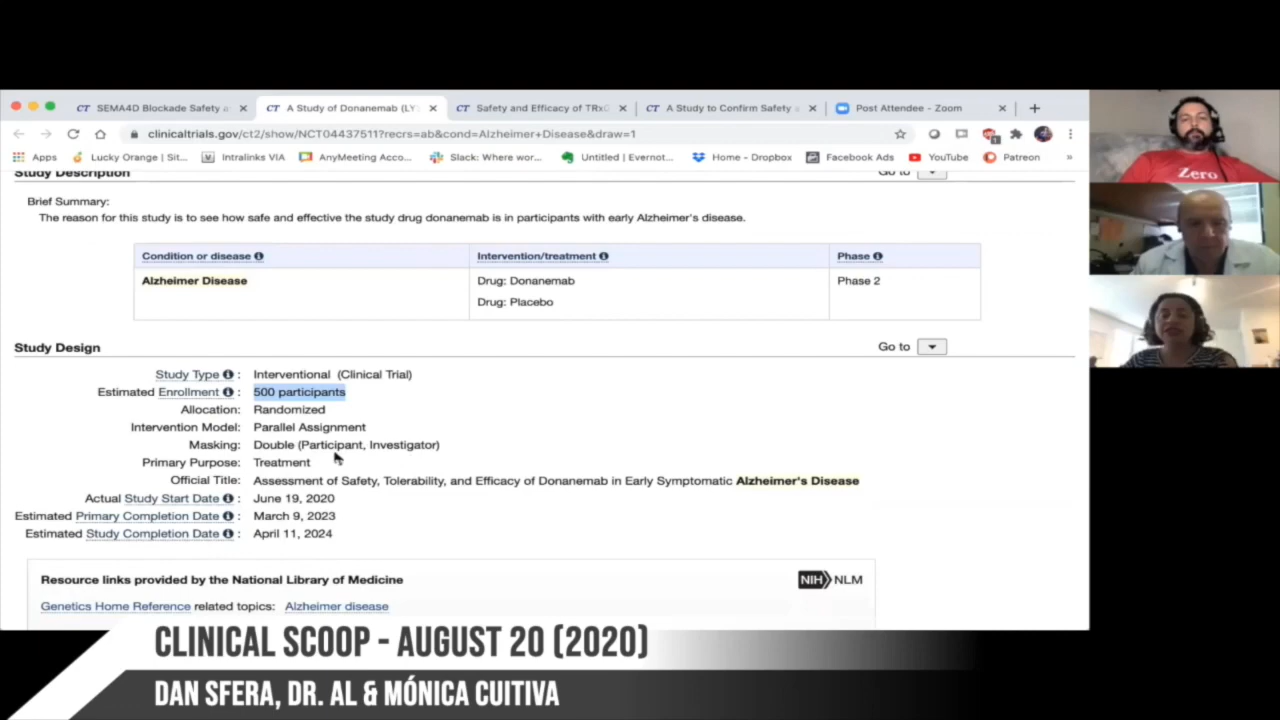 SEMA4D Blockade Safety a
A Study of Donanemab (LY
Safety and Efficacy of TRx0
A Study to Confirm Safety a
Post Attendee - Zoom
clinicaltrials.gov/ct2/show/NCT04437511?recrs=ab&cond=Alzheimer+Disease&draw=1
Apps
Lucky Orange | Sit...
Intralinks VIA
AnyMeeting Acco...
Slack: Where wor...
Untitled | Evernot...
Home - Dropbox
Facebook Ads
YouTube
Patreon
»
Zero
Study Description
Go to
Brief Summary:
The reason for this study is to see how safe and effective the study drug donanemab is in participants with early Alzheimer's disease.
Condition or disease
Intervention/treatment
Phase
Alzheimer Disease
Drug: Donanemab
Phase 2
Drug: Placebo
Study Design
Go to
Study Type : Interventional (Clinical Trial)
Estimated Enrollment : 500 participants
Allocation: Randomized
Intervention Model: Parallel Assignment
Masking: Double (Participant, Investigator)
Primary Purpose: Treatment
Official Title: Assessment of Safety, Tolerability, and Efficacy of Donanemab in Early Symptomatic Alzheimer's Disease
Actual Study Start Date : June 19, 2020
Estimated Primary Completion Date : March 9, 2023
Estimated Study Completion Date : April 11, 2024
Resource links provided by the National Library of Medicine
NIH NLM
Genetics Home Reference related topics: Alzheimer disease
CLINICAL SCOOP - AUGUST 20 (2020)
DAN SFERA, DR. AL & MÓNICA CUITIVA